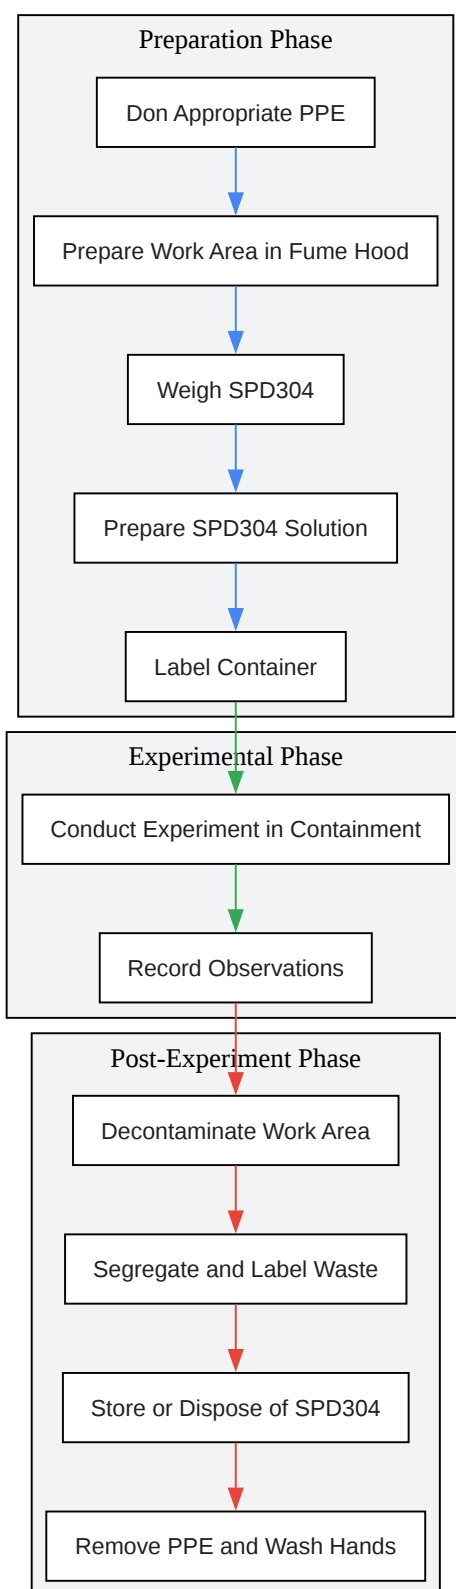 Preparation Phase
Don Appropriate PPE
Prepare Work Area in Fume Hood
Weigh SPD304
Prepare SPD304 Solution
Label Container
Experimental Phase
Conduct Experiment in Containment
Record Observations
Post-Experiment Phase
Decontaminate Work Area
Segregate and Label Waste
Store or Dispose of SPD304
Remove PPE and Wash Hands